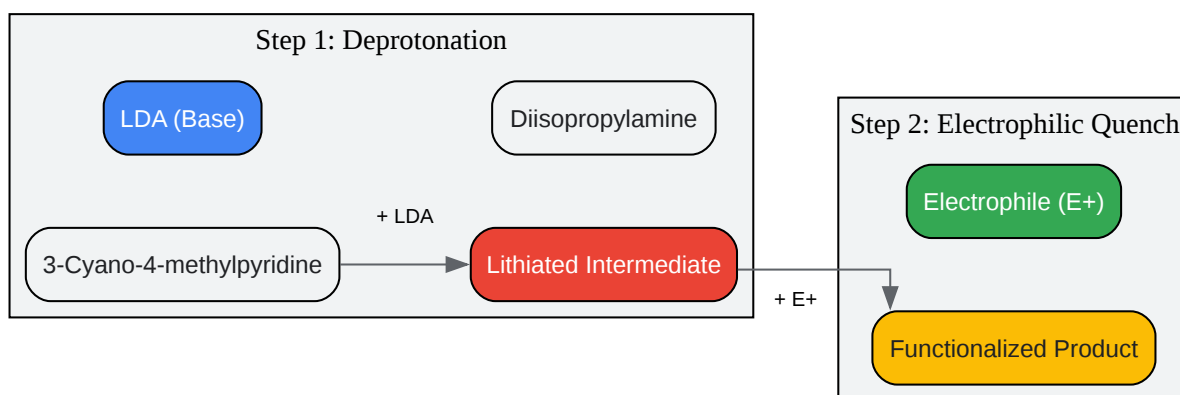 Step 1: Deprotonation
LDA (Base)
Diisopropylamine
3-Cyano-4-methylpyridine
+ LDA
Lithiated Intermediate
+ E+
Step 2: Electrophilic Quench
Electrophile (E+)
Functionalized Product